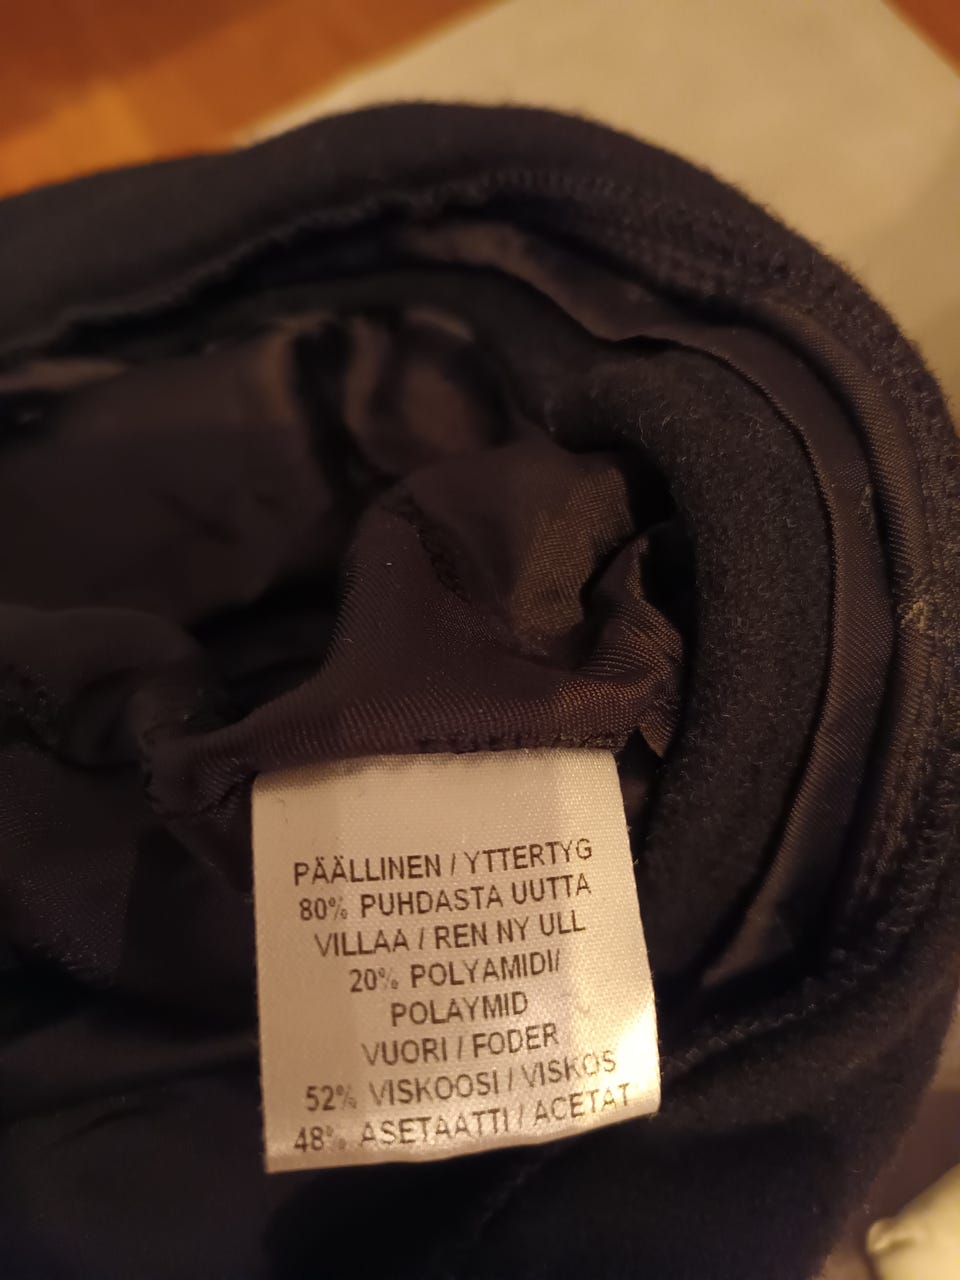 PÄÄLLINEN / YTTERTYG
80% PUHDASTA UUTTA
VILLAA / REN NY ULL
20% POLYAMIDI/
POLAYMID
VUORI / FODER
52% VISKOOSI / VISKOS
48% ASETAATTI / ACETAT